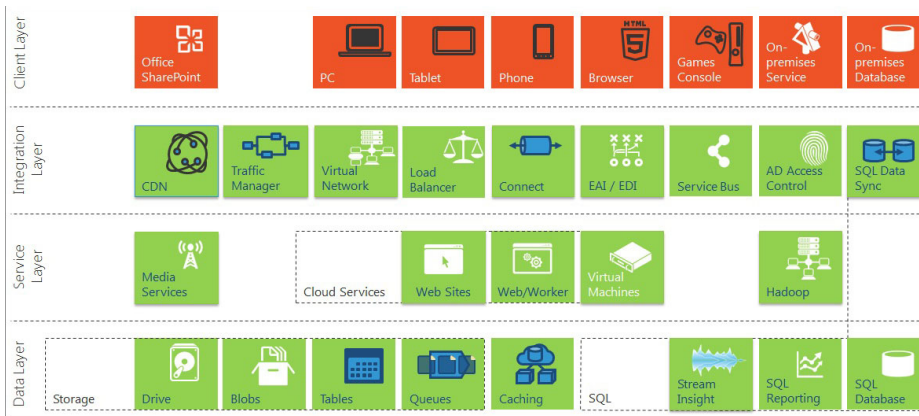 Client Layer
Office
SharePoint
PC
Tablet
Phone
HTML
5
Browser
Games
Console
On-
premises
Service
On-
premises
Database
Integration
Layer
CDN
Traffic
Manager
Virtual
Network
Load
Balancer
Connect
EAI / EDI
Service Bus
AD Access
Control
SQL Data
Sync
Service
Layer
Media
Services
Cloud Services
Web Sites
Web/Worker
Virtual
Machines
Hadoop
Data Layer
Storage
Drive
Blobs
Tables
Queues
Caching
SQL
Stream
Insight
SQL
Reporting
SQL
Database